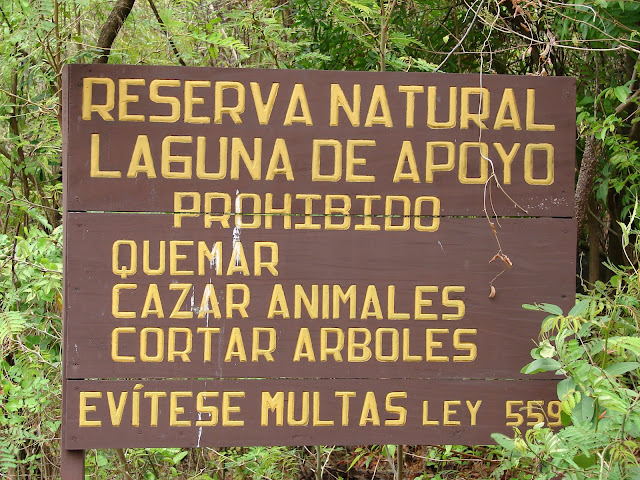 RESERVA NATURAL
LAGUNA DE APOYO
PROHIBIDO
QUEMAR
CAZAR ANIMALES
CORTAR ARBOLES
EVÍTESE MULTAS LEY 559